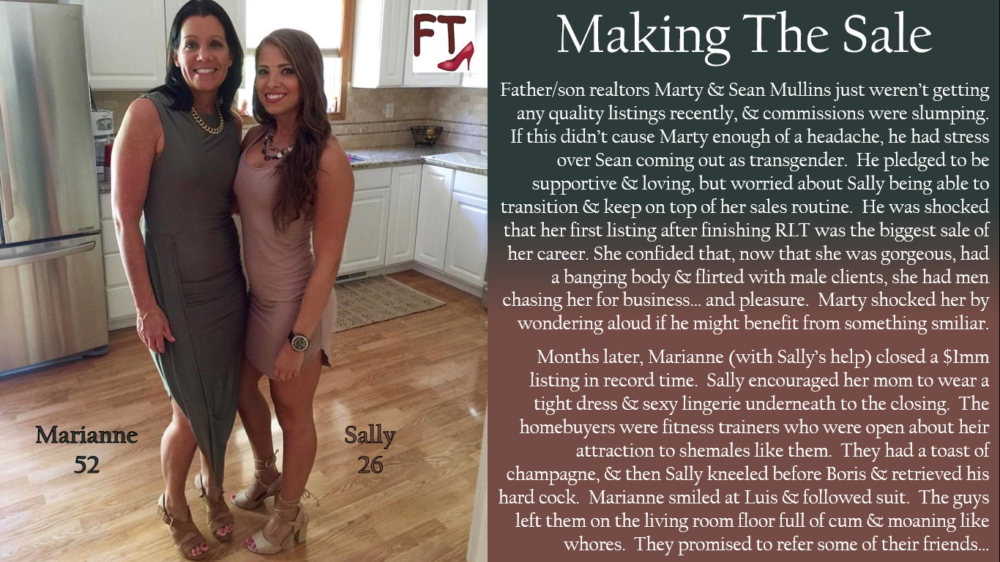 FT
Making The Sale
Father/son realtors Marty & Sean Mullins just weren't getting
any quality listings recently, & commissions were slumping.
If this didn't cause Marty enough of a headache, he had stress
over Sean coming out as transgender.  He pledged to be
supportive & loving, but worried about Sally being able to
transition & keep on top of her sales routine.  He was shocked
that her first listing after finishing RLT was the biggest sale of
her career. She confided that, now that she was gorgeous, had
a banging body & flirted with male clients, she had men
chasing her for business... and pleasure.  Marty shocked her by
wondering aloud if he might benefit from something smiliar.
Months later, Marianne (with Sally's help) closed a $1mm
listing in record time.  Sally encouraged her mom to wear a
tight dress & sexy lingerie underneath to the closing.  The
homebuyers were fitness trainers who were open about heir
attraction to shemales like them.  They had a toast of
champagne, & then Sally kneeled before Boris & retrieved his
hard cock.  Marianne smiled at Luis & followed suit.  The guys
left them on the living room floor full of cum & moaning like
whores.  They promised to refer some of their friends...
Marianne
52
Sally
26